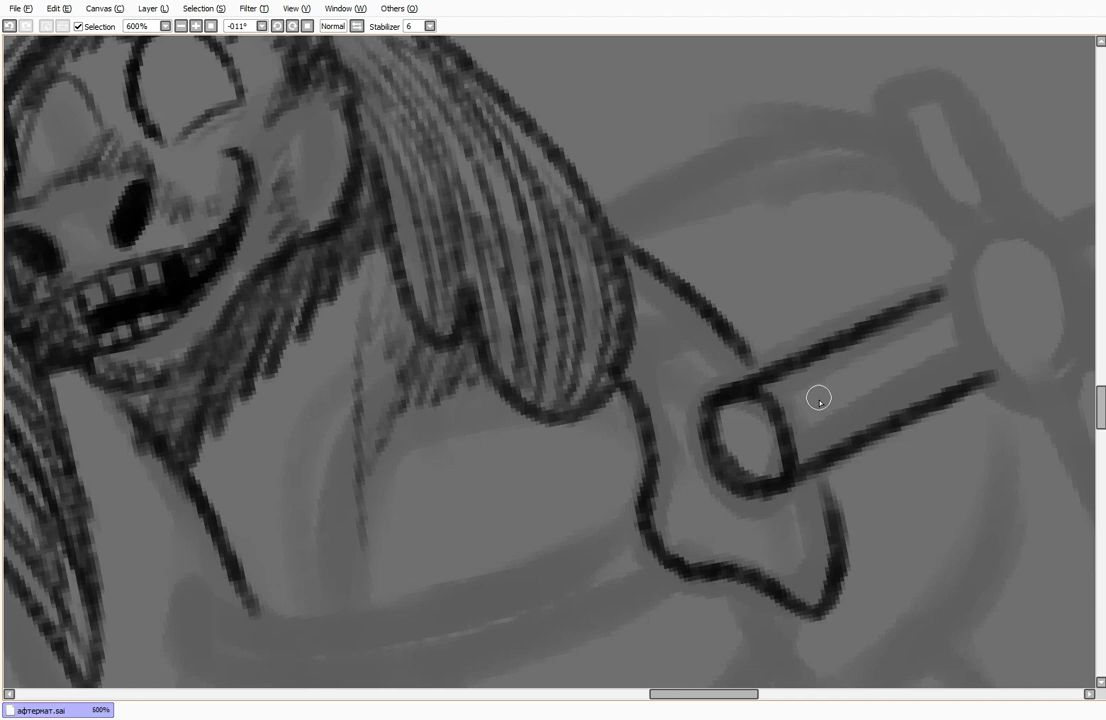 File (F) Edit (E) Canvas (C) Layer (L) Selection (S) Filter (T) View (V) Window (W) Others (O)
Selection 600% -011° Normal Stabilizer 6
афтермат.sai 600%